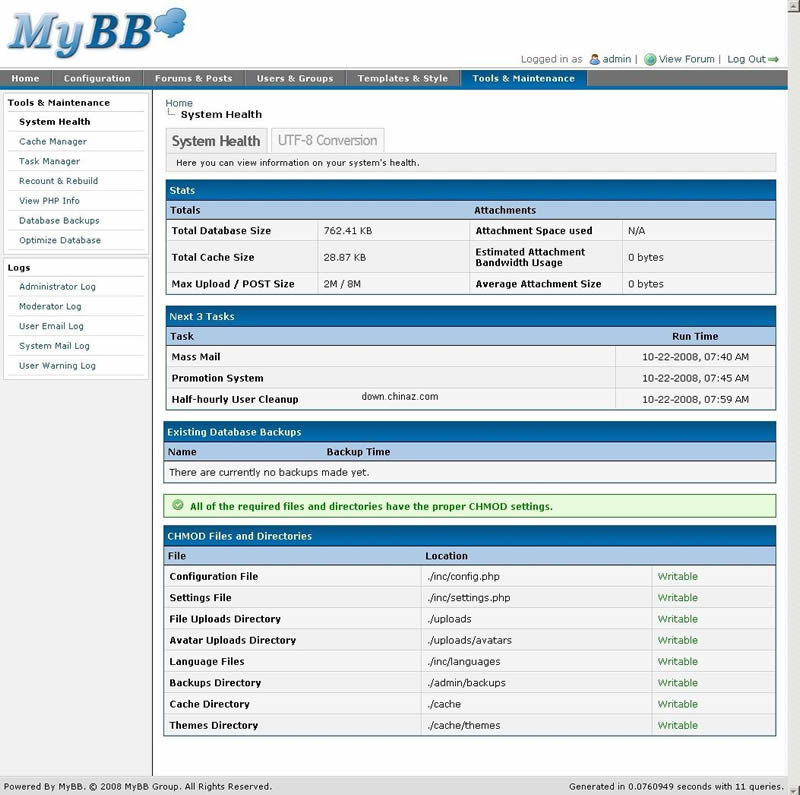 MyBB
Logged in as admin | View Forum | Log Out
Home Configuration Forums & Posts Users & Groups Templates & Style Tools & Maintenance
Tools & Maintenance
System Health
Cache Manager
Task Manager
Recount & Rebuild
View PHP Info
Database Backups
Optimize Database
Logs
Administrator Log
Moderator Log
User Email Log
System Mail Log
User Warning Log
Home
System Health
System Health UTF-8 Conversion
Here you can view information on your system's health.
Stats
Totals Attachments
Total Database Size 762.41 KB Attachment Space used N/A
Total Cache Size 28.87 KB Estimated Attachment Bandwidth Usage 0 bytes
Max Upload / POST Size 2M / 8M Average Attachment Size 0 bytes
Next 3 Tasks
Task Run Time
Mass Mail 10-22-2008, 07:40 AM
Promotion System 10-22-2008, 07:45 AM
Half-hourly User Cleanup down.chinaz.com 10-22-2008, 07:59 AM
Existing Database Backups
Name Backup Time
There are currently no backups made yet.
All of the required files and directories have the proper CHMOD settings.
CHMOD Files and Directories
File Location
Configuration File ./inc/config.php Writable
Settings File ./inc/settings.php Writable
File Uploads Directory ./uploads Writable
Avatar Uploads Directory ./uploads/avatars Writable
Language Files ./inc/languages Writable
Backups Directory ./admin/backups Writable
Cache Directory ./cache Writable
Themes Directory ./cache/themes Writable
Powered By MyBB. © 2008 MyBB Group. All Rights Reserved. Generated in 0.0760949 seconds with 11 queries.